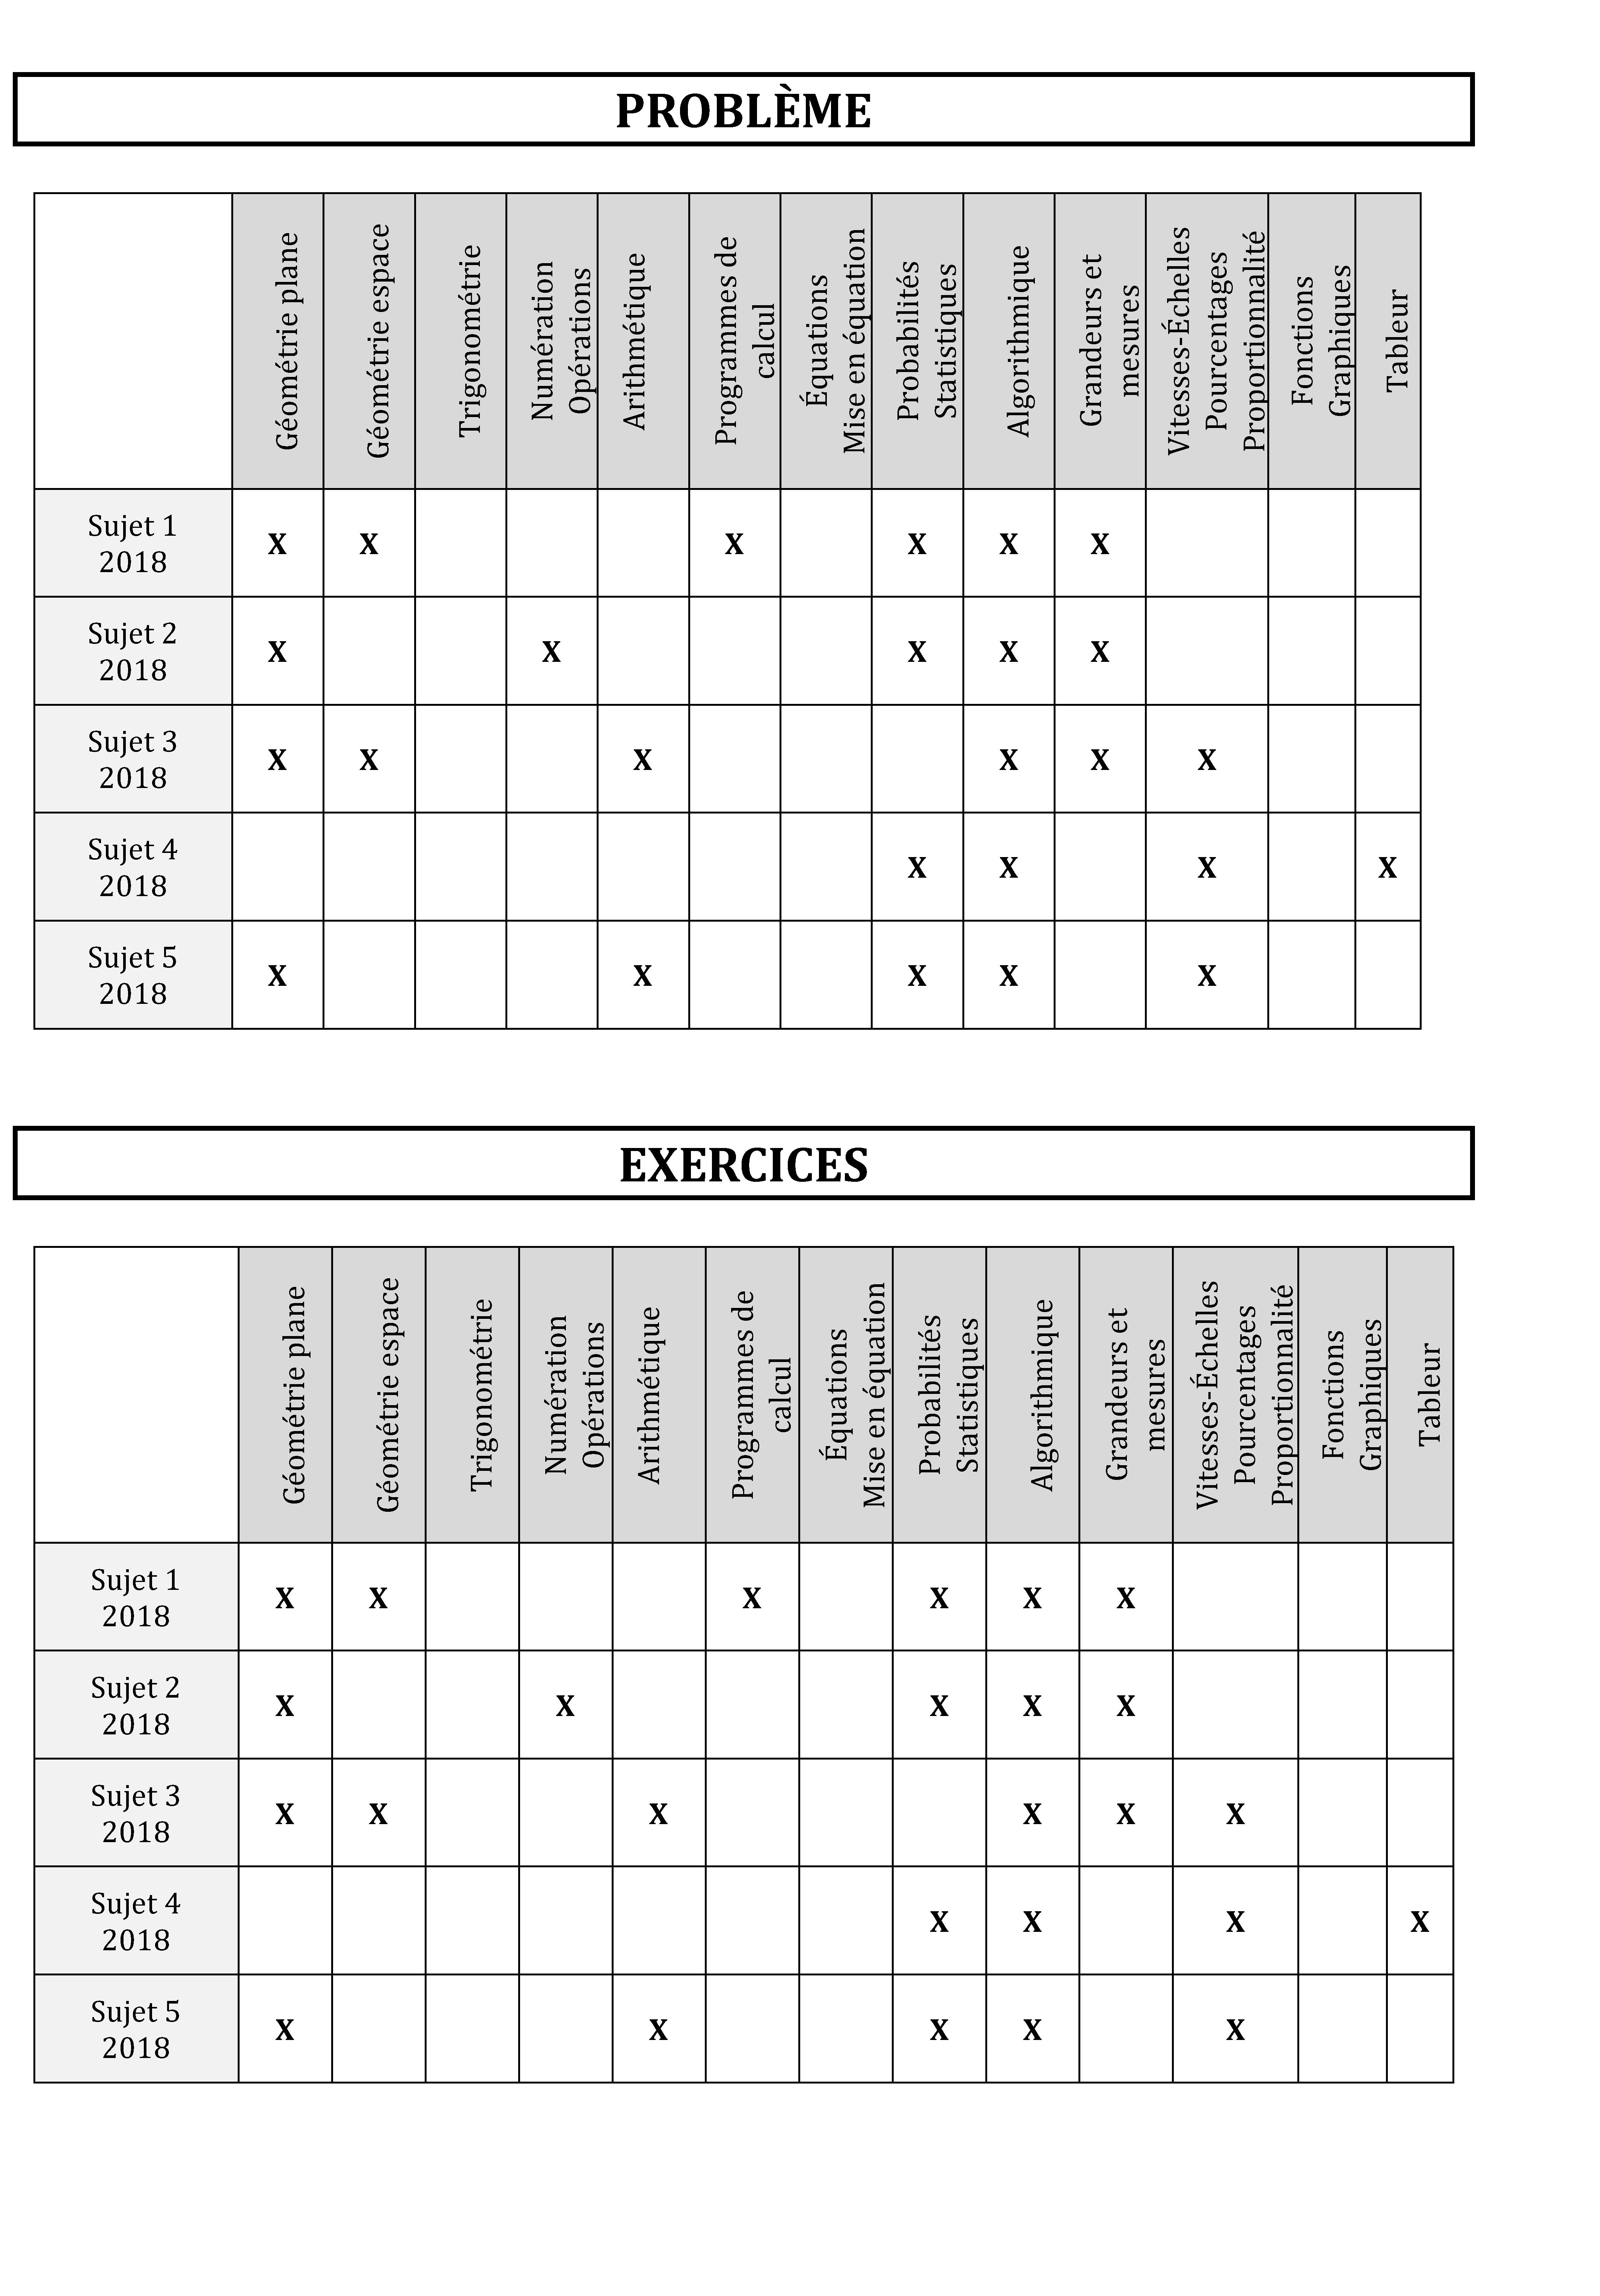 PROBLÈME
Géométrie plane
Géométrie espace
Trigonométrie
Numération
Opérations
Arithmétique
Programmes de
calcul
Équations
Mise en équation
Probabilités
Statistiques
Algorithmique
Grandeurs et
mesures
Vitesses-Échelles
Pourcentages
Proportionnalité
Fonctions
Graphiques
Tableur
Sujet 1
2018
x x x x x x
Sujet 2
2018
x x x x x
Sujet 3
2018
x x x x x x
Sujet 4
2018
x x x x
Sujet 5
2018
x x x x x
EXERCICES
Géométrie plane
Géométrie espace
Trigonométrie
Numération
Opérations
Arithmétique
Programmes de
calcul
Équations
Mise en équation
Probabilités
Statistiques
Algorithmique
Grandeurs et
mesures
Vitesses-Échelles
Pourcentages
Proportionnalité
Fonctions
Graphiques
Tableur
Sujet 1
2018
x x x x x x
Sujet 2
2018
x x x x x
Sujet 3
2018
x x x x x x
Sujet 4
2018
x x x x
Sujet 5
2018
x x x x x